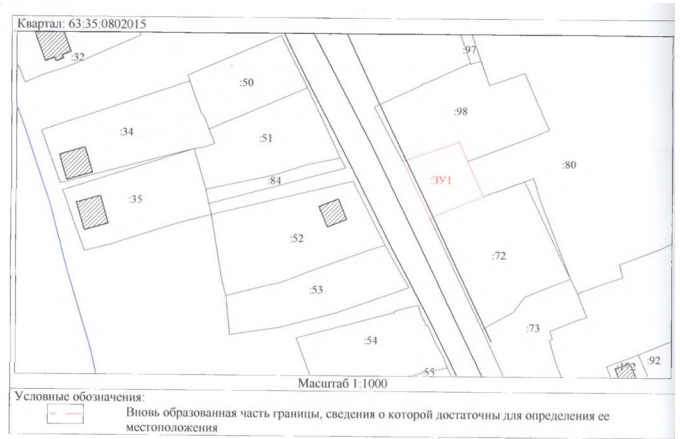 Квартал: 63:35:0802015
:32
:97
:50
:98
:34
:51
:80
:84
:ЗУ1
:35
:52
:72
:53
:73
:54
:92
:55
Масштаб 1:1000
Условные обозначения:
Вновь образованная часть границы, сведения о которой достаточны для определения ее
местоположения